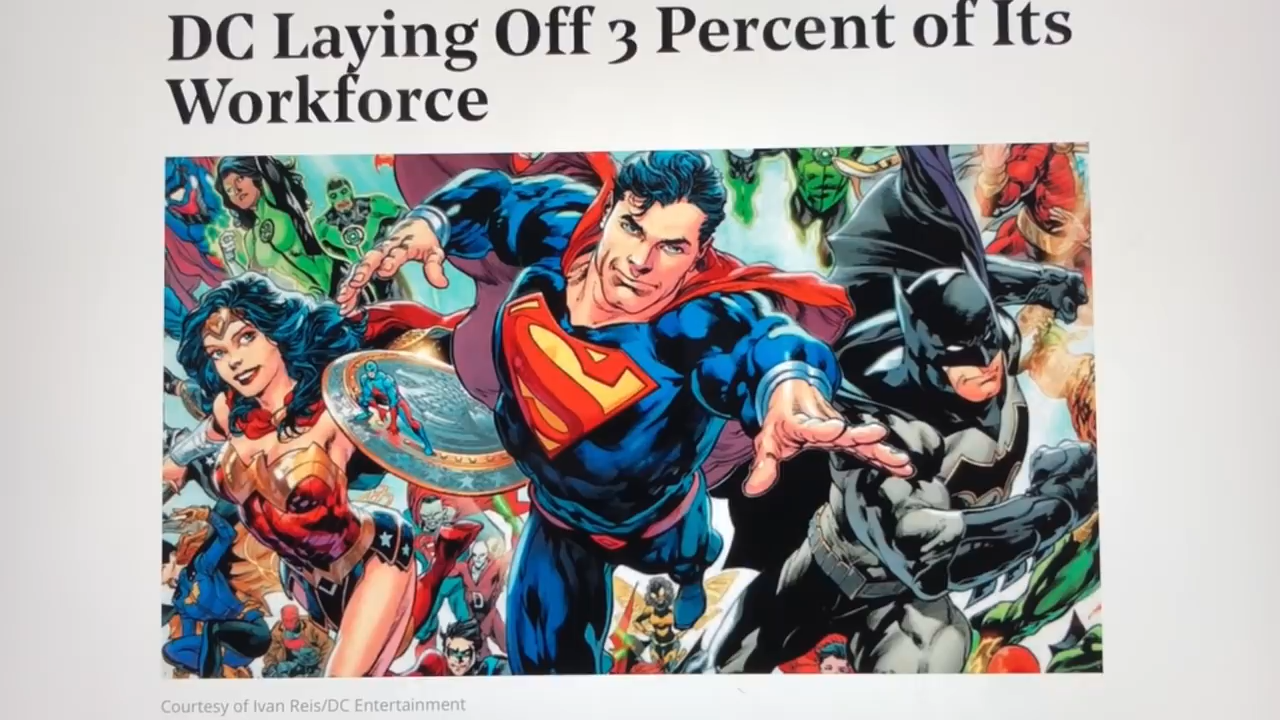 DC Laying Off 3 Percent of Its
Workforce
Courtesy of Ivan Reis/DC Entertainment